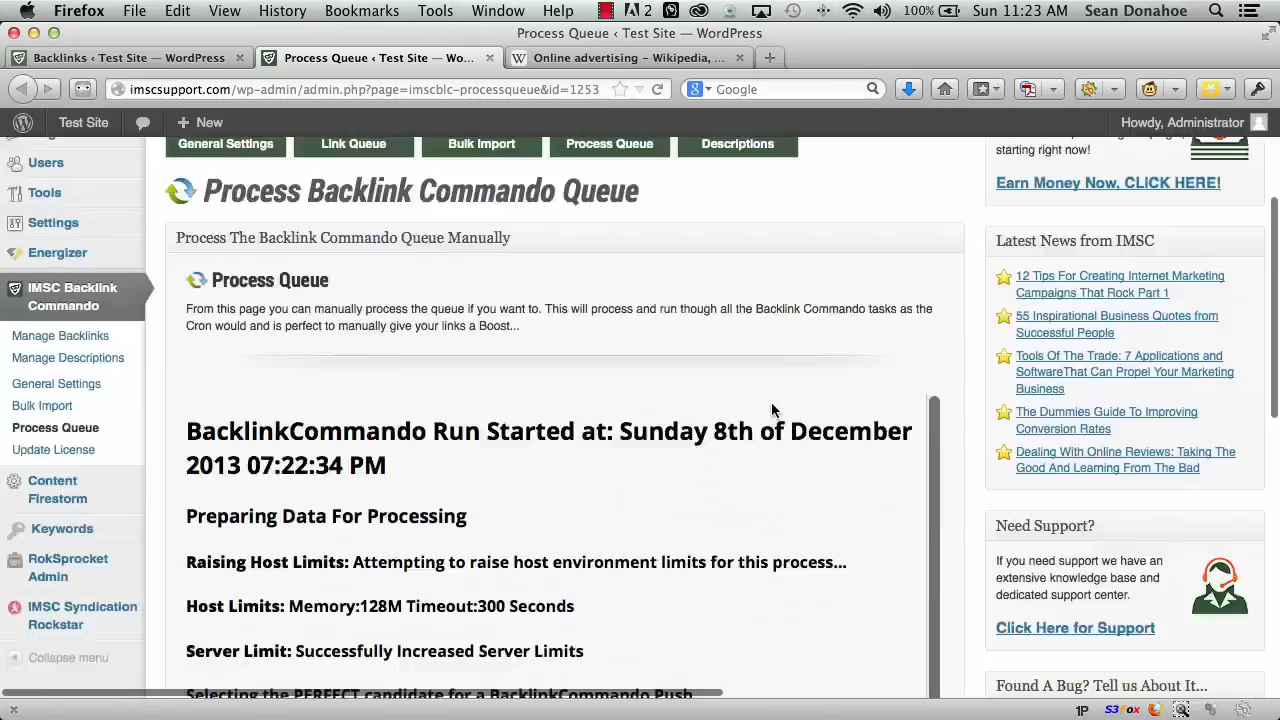 Firefox File Edit View History Bookmarks Tools Window Help 2 100% Sun 11:23 AM Sean Donahoe
Process Queue ‹ Test Site — WordPress
Backlinks ‹ Test Site — WordPress
Process Queue ‹ Test Site — Wo...
Online advertising – Wikipedia, ...
imscsupport.com/wp-admin/admin.php?page=imscblc-processqueue&id=1253
Google
Test Site
New
Howdy, Administrator
Users
Tools
Settings
Energizer
IMSC Backlink
Commando
Manage Backlinks
Manage Descriptions
General Settings
Bulk Import
Process Queue
Update License
Content
Firestorm
Keywords
RokSprocket
Admin
IMSC Syndication
Rockstar
Collapse menu
General Settings
Link Queue
Bulk Import
Process Queue
Descriptions
Process Backlink Commando Queue
Process The Backlink Commando Queue Manually
Process Queue
From this page you can manually process the queue if you want to. This will process and run though all the Backlink Commando tasks as the
Cron would and is perfect to manually give your links a Boost...
BacklinkCommando Run Started at: Sunday 8th of December
2013 07:22:34 PM
Preparing Data For Processing
Raising Host Limits: Attempting to raise host environment limits for this process...
Host Limits: Memory:128M Timeout:300 Seconds
Server Limit: Successfully Increased Server Limits
Selecting the PERFECT candidate for a BacklinkCommando Push
starting right now!
Earn Money Now, CLICK HERE!
Latest News from IMSC
12 Tips For Creating Internet Marketing
Campaigns That Rock Part 1
55 Inspirational Business Quotes from
Successful People
Tools Of The Trade: 7 Applications and
SoftwareThat Can Propel Your Marketing
Business
The Dummies Guide To Improving
Conversion Rates
Dealing With Online Reviews: Taking The
Good And Learning From The Bad
Need Support?
If you need support we have an
extensive knowledge base and
dedicated support center.
Click Here for Support
Found A Bug? Tell us About It...
1P S3Fox